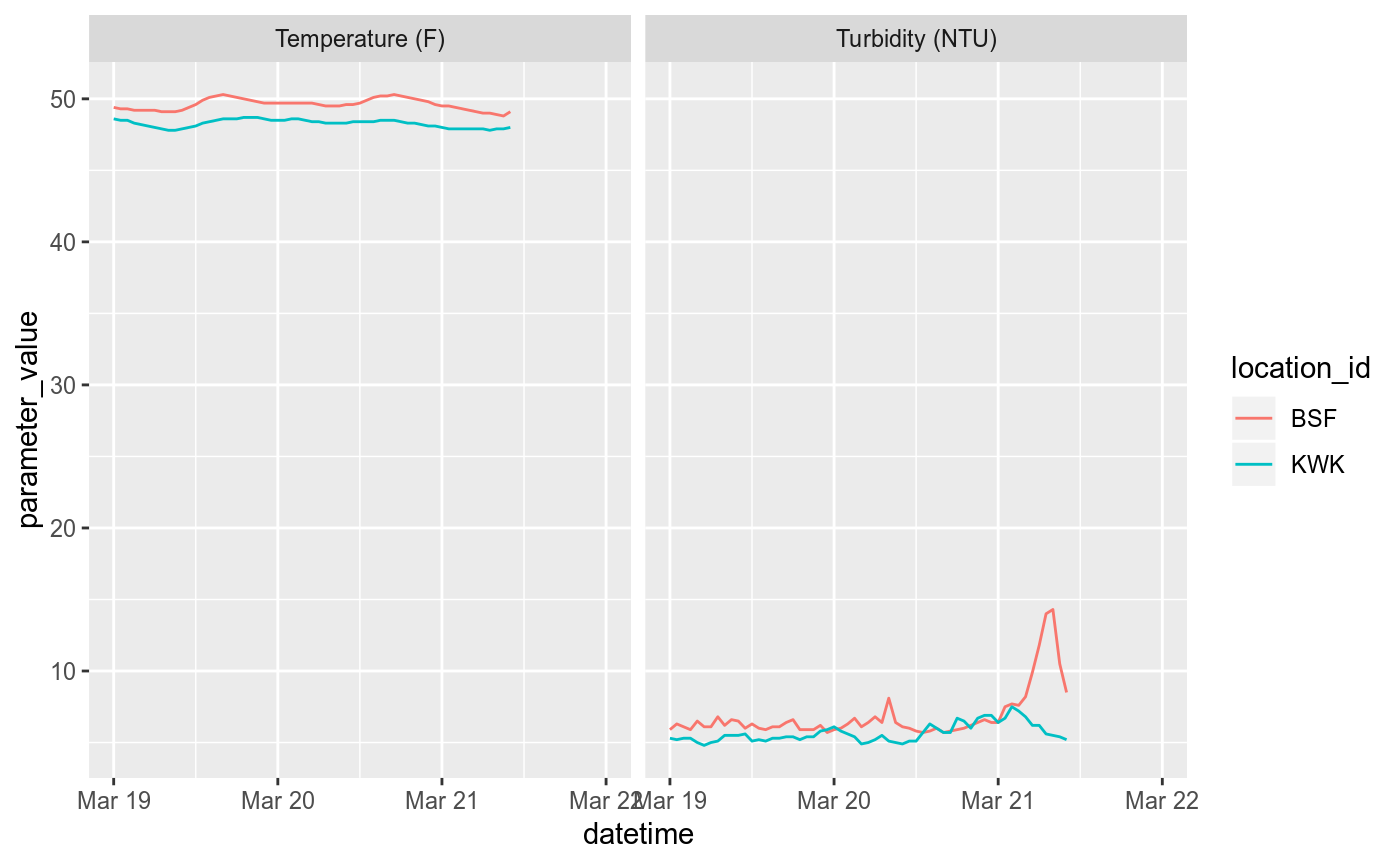 Temperature (F)
Turbidity (NTU)
50
40
30
20
10
parameter_value
Mar 19
Mar 20
Mar 21
Mar 22
Mar 19
Mar 20
Mar 21
Mar 22
datetime
location_id
BSF
KWK